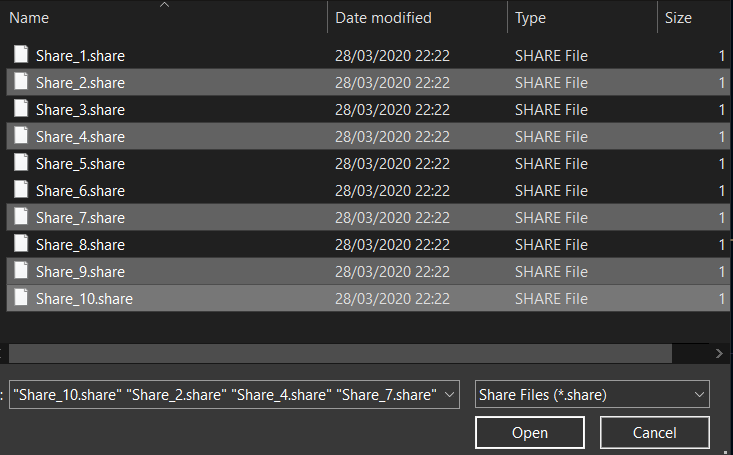 Name Date modified Type Size
Share_1.share 28/03/2020 22:22 SHARE File 1
Share_2.share 28/03/2020 22:22 SHARE File 1
Share_3.share 28/03/2020 22:22 SHARE File 1
Share_4.share 28/03/2020 22:22 SHARE File 1
Share_5.share 28/03/2020 22:22 SHARE File 1
Share_6.share 28/03/2020 22:22 SHARE File 1
Share_7.share 28/03/2020 22:22 SHARE File 1
Share_8.share 28/03/2020 22:22 SHARE File 1
Share_9.share 28/03/2020 22:22 SHARE File 1
Share_10.share 28/03/2020 22:22 SHARE File 1
: "Share_10.share" "Share_2.share" "Share_4.share" "Share_7.share" Share Files (*.share)
Open Cancel